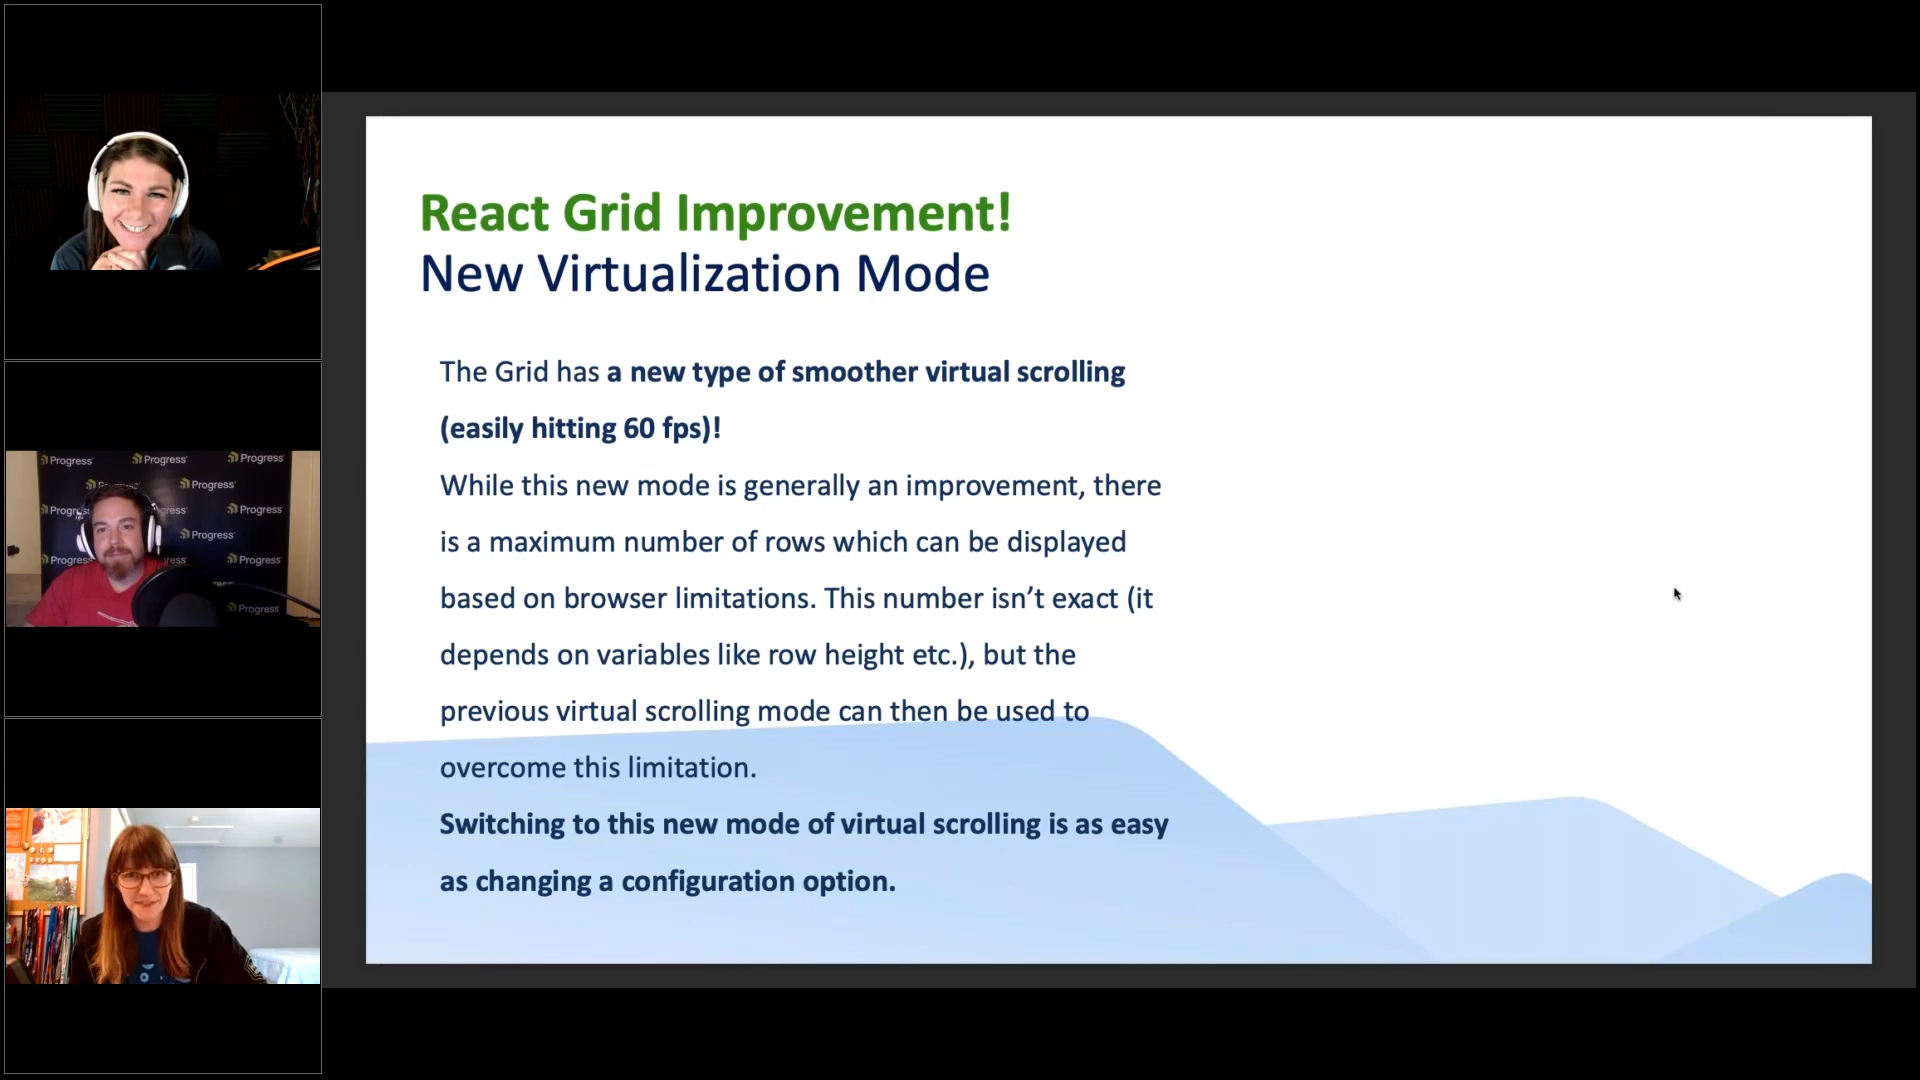 React Grid Improvement!
New Virtualization Mode
The Grid has a new type of smoother virtual scrolling
(easily hitting 60 fps)!
While this new mode is generally an improvement, there
is a maximum number of rows which can be displayed
based on browser limitations. This number isn’t exact (it
depends on variables like row height etc.), but the
previous virtual scrolling mode can then be used to
overcome this limitation.
Switching to this new mode of virtual scrolling is as easy
as changing a configuration option.
Progress Progress Progress
Progress
Progress
Progress
Progress
Progress
Progress